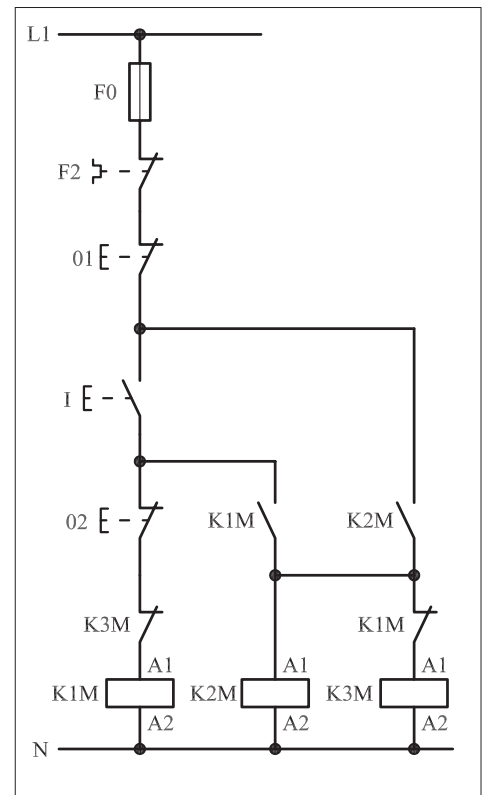 L1
F0
F2
01
I
02 K1M K2M
K3M K1M
A1 A1 A1
K1M K2M K3M
A2 A2 A2
N